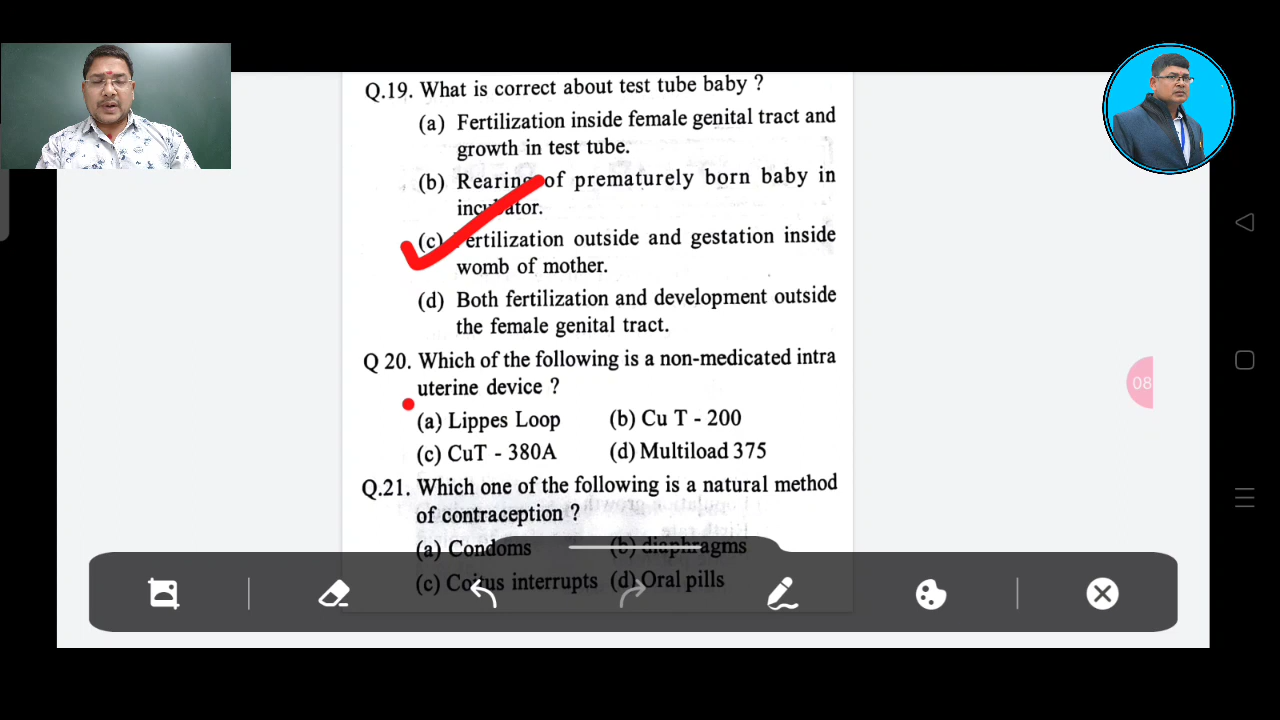 Q.19. What is correct about test tube baby ?
(a) Fertilization inside female genital tract and
growth in test tube.
(b) Rearing of prematurely born baby in
incubator.
(c) Fertilization outside and gestation inside
womb of mother.
(d) Both fertilization and development outside
the female genital tract.
Q 20. Which of the following is a non-medicated intra
uterine device ?
(a) Lippes Loop (b) Cu T - 200
(c) CuT - 380A (d) Multiload 375
Q.21. Which one of the following is a natural method
of contraception ?
(a) Condoms (b) diaphragms
(c) Coitus interrupts (d) Oral pills
08